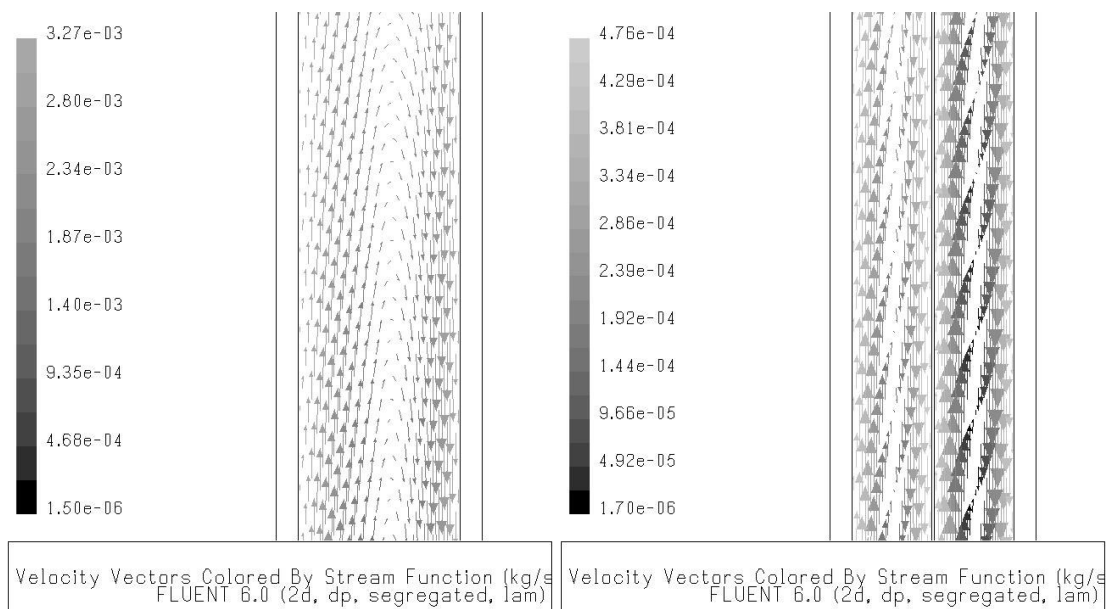 3.27e-03
2.80e-03
2.34e-03
1.87e-03
1.40e-03
9.35e-04
4.68e-04
1.50e-06
Velocity Vectors Colored By Stream Function (kg/s
FLUENT 6.0 (2d, dp, segregated, lam)
4.76e-04
4.29e-04
3.81e-04
3.34e-04
2.86e-04
2.39e-04
1.92e-04
1.44e-04
9.66e-05
4.92e-05
1.70e-06
Velocity Vectors Colored By Stream Function (kg/s
FLUENT 6.0 (2d, dp, segregated, lam)